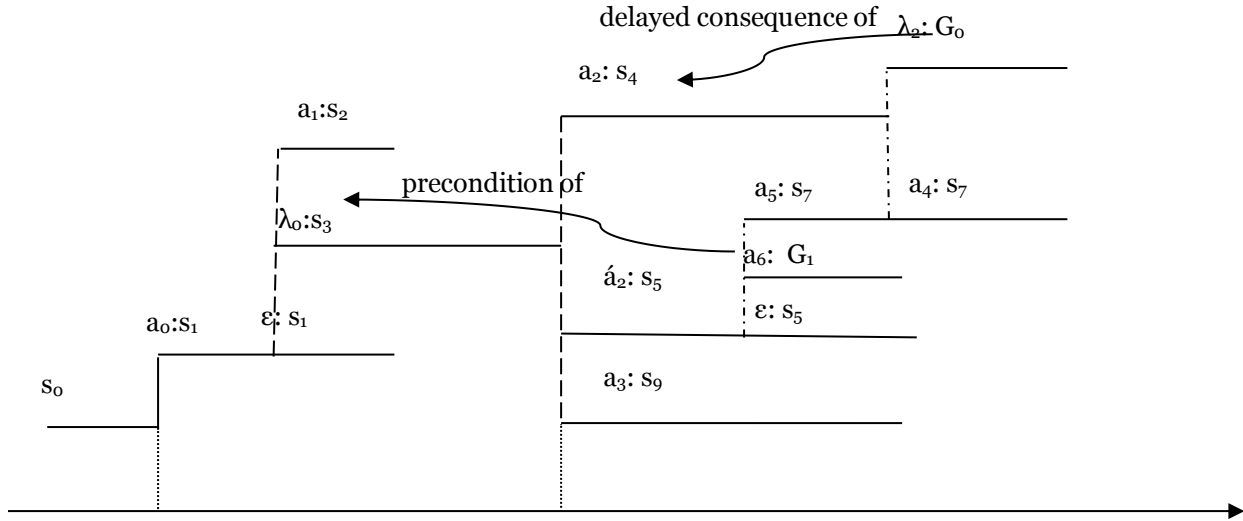 delayed consequence of
λ₂: G₀
a₂: s₄
a₁:s₂
precondition of
a₅: s₇
a₄: s₇
λ₀:s₃
a₆: G₁
á₂: s₅
ε: s₅
a₀:s₁
ε: s₁
a₃: s₉
s₀